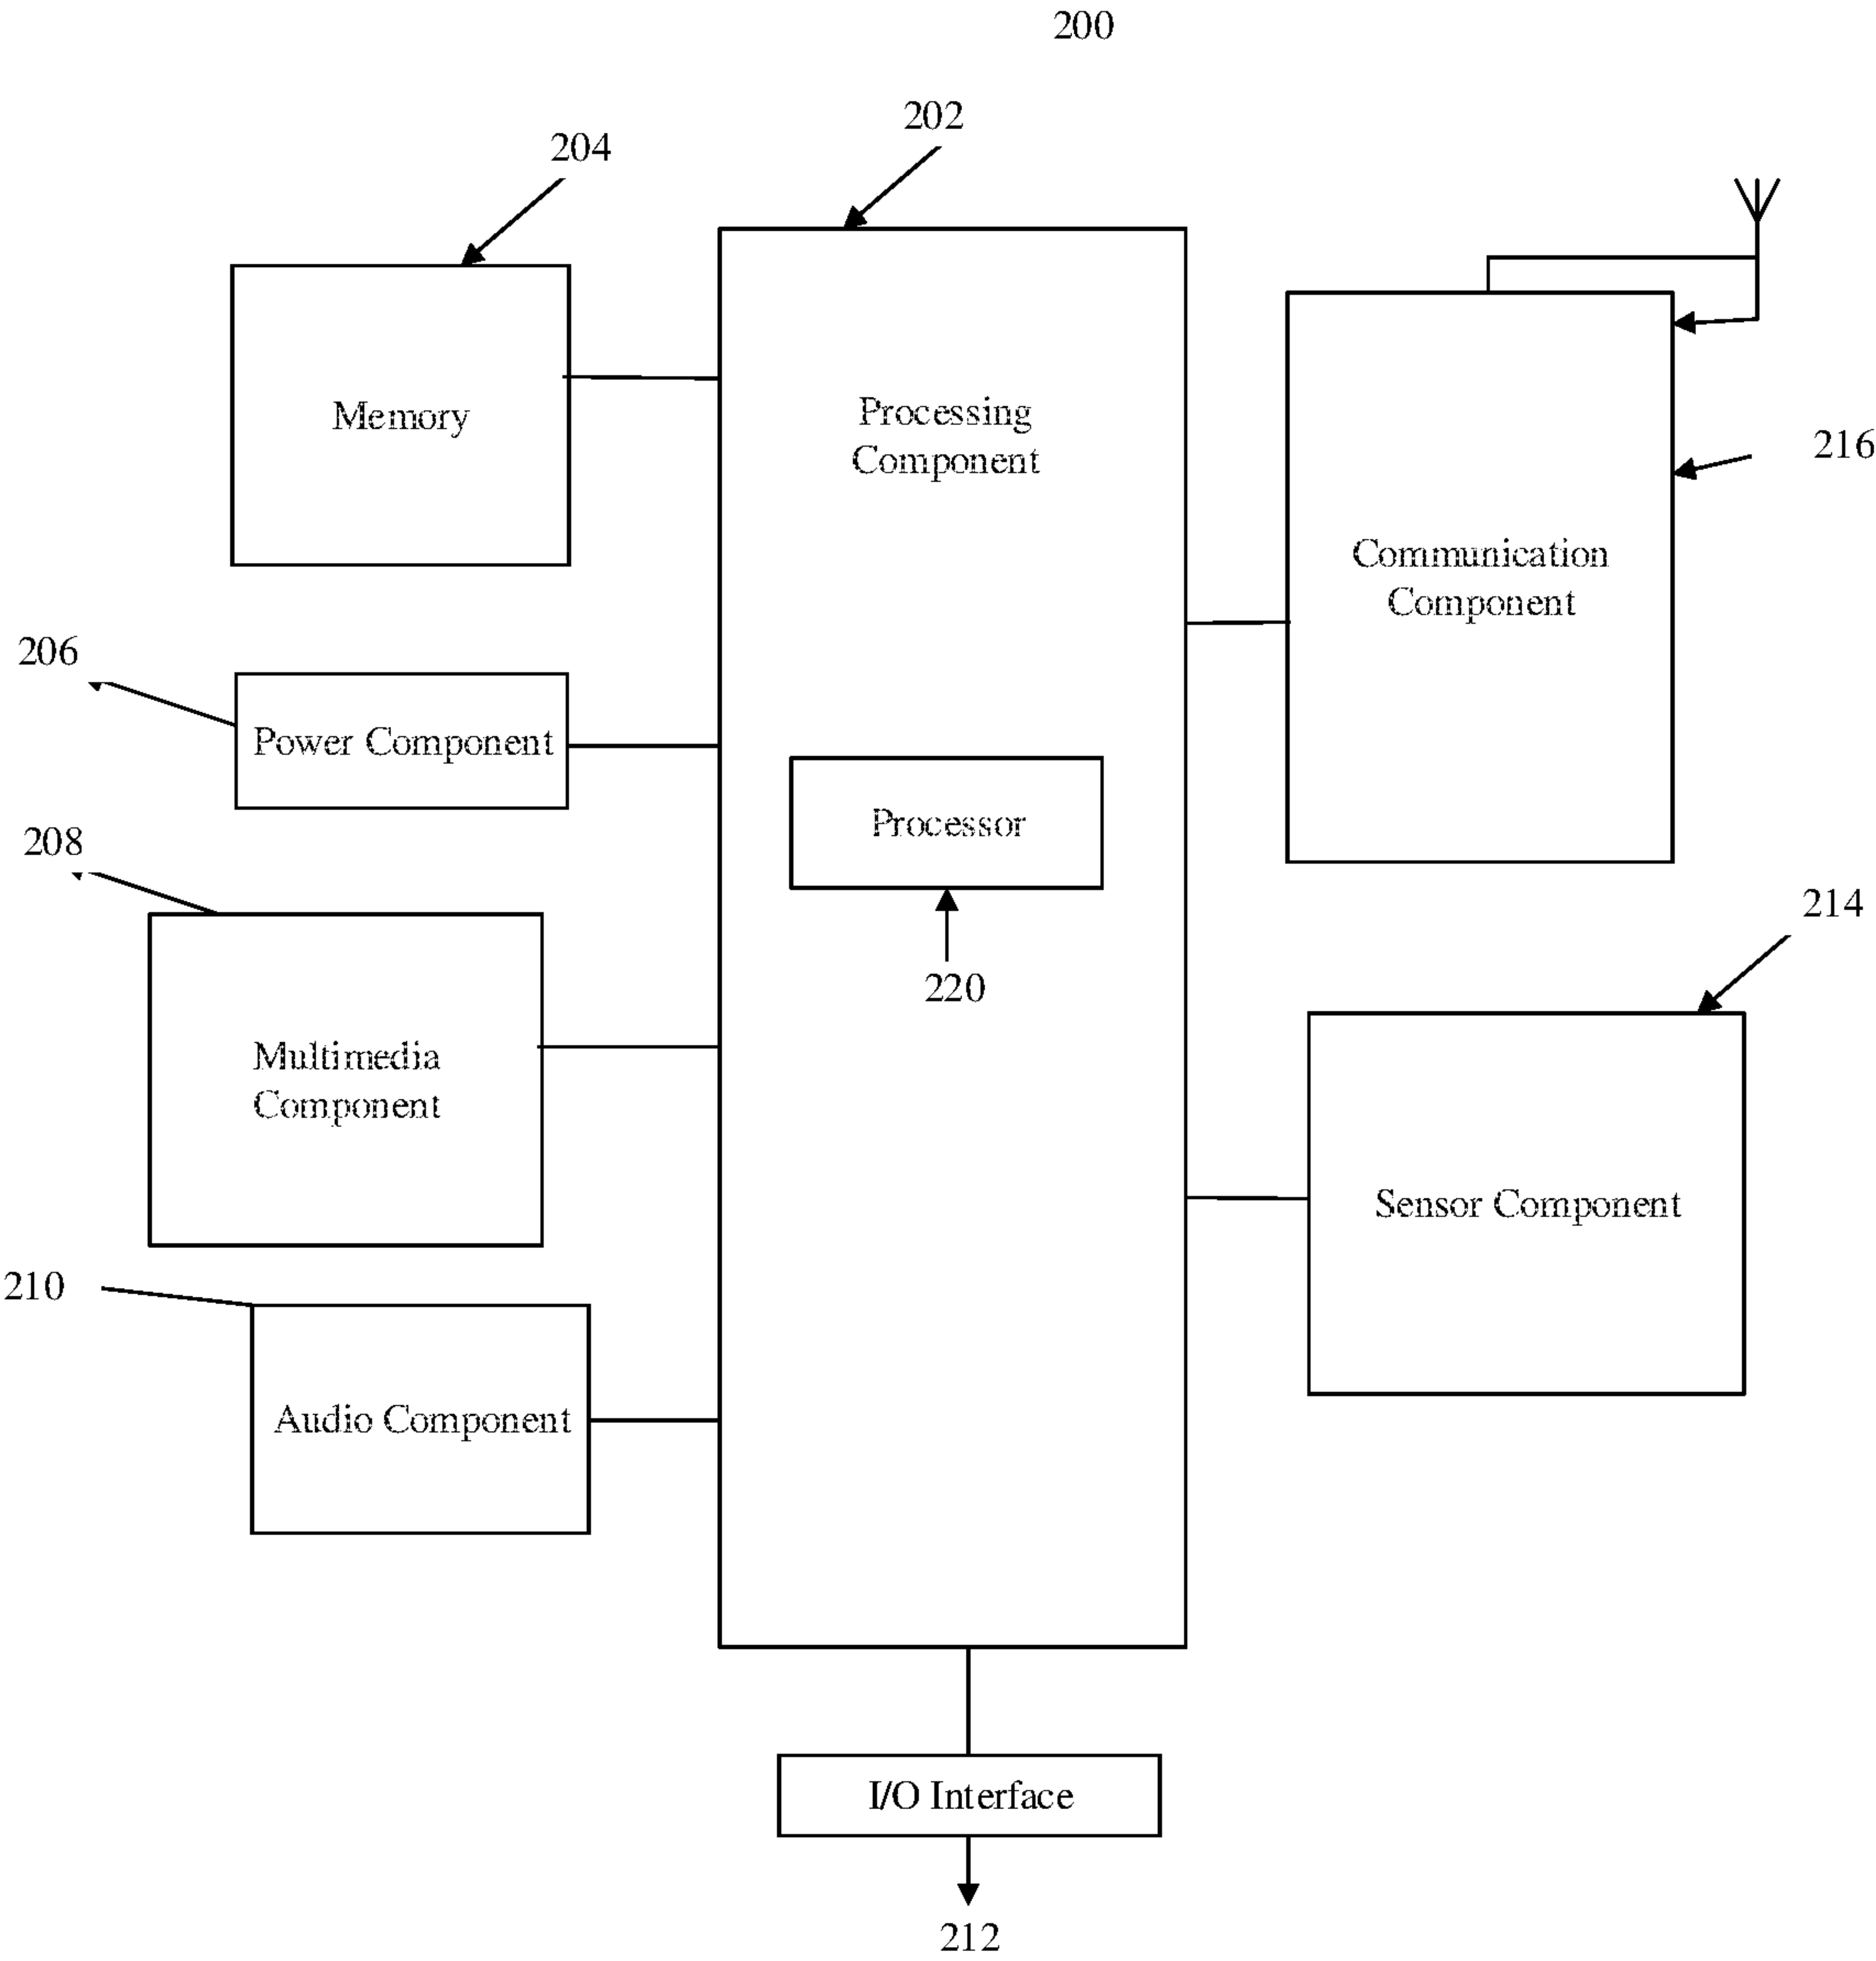 200
202
204
Memory
Processing
Component
216
Communication
Component
206
Power Component
Processor
208
214
220
Multimedia
Component
Sensor Component
210
Audio Component
I/O Interface
212